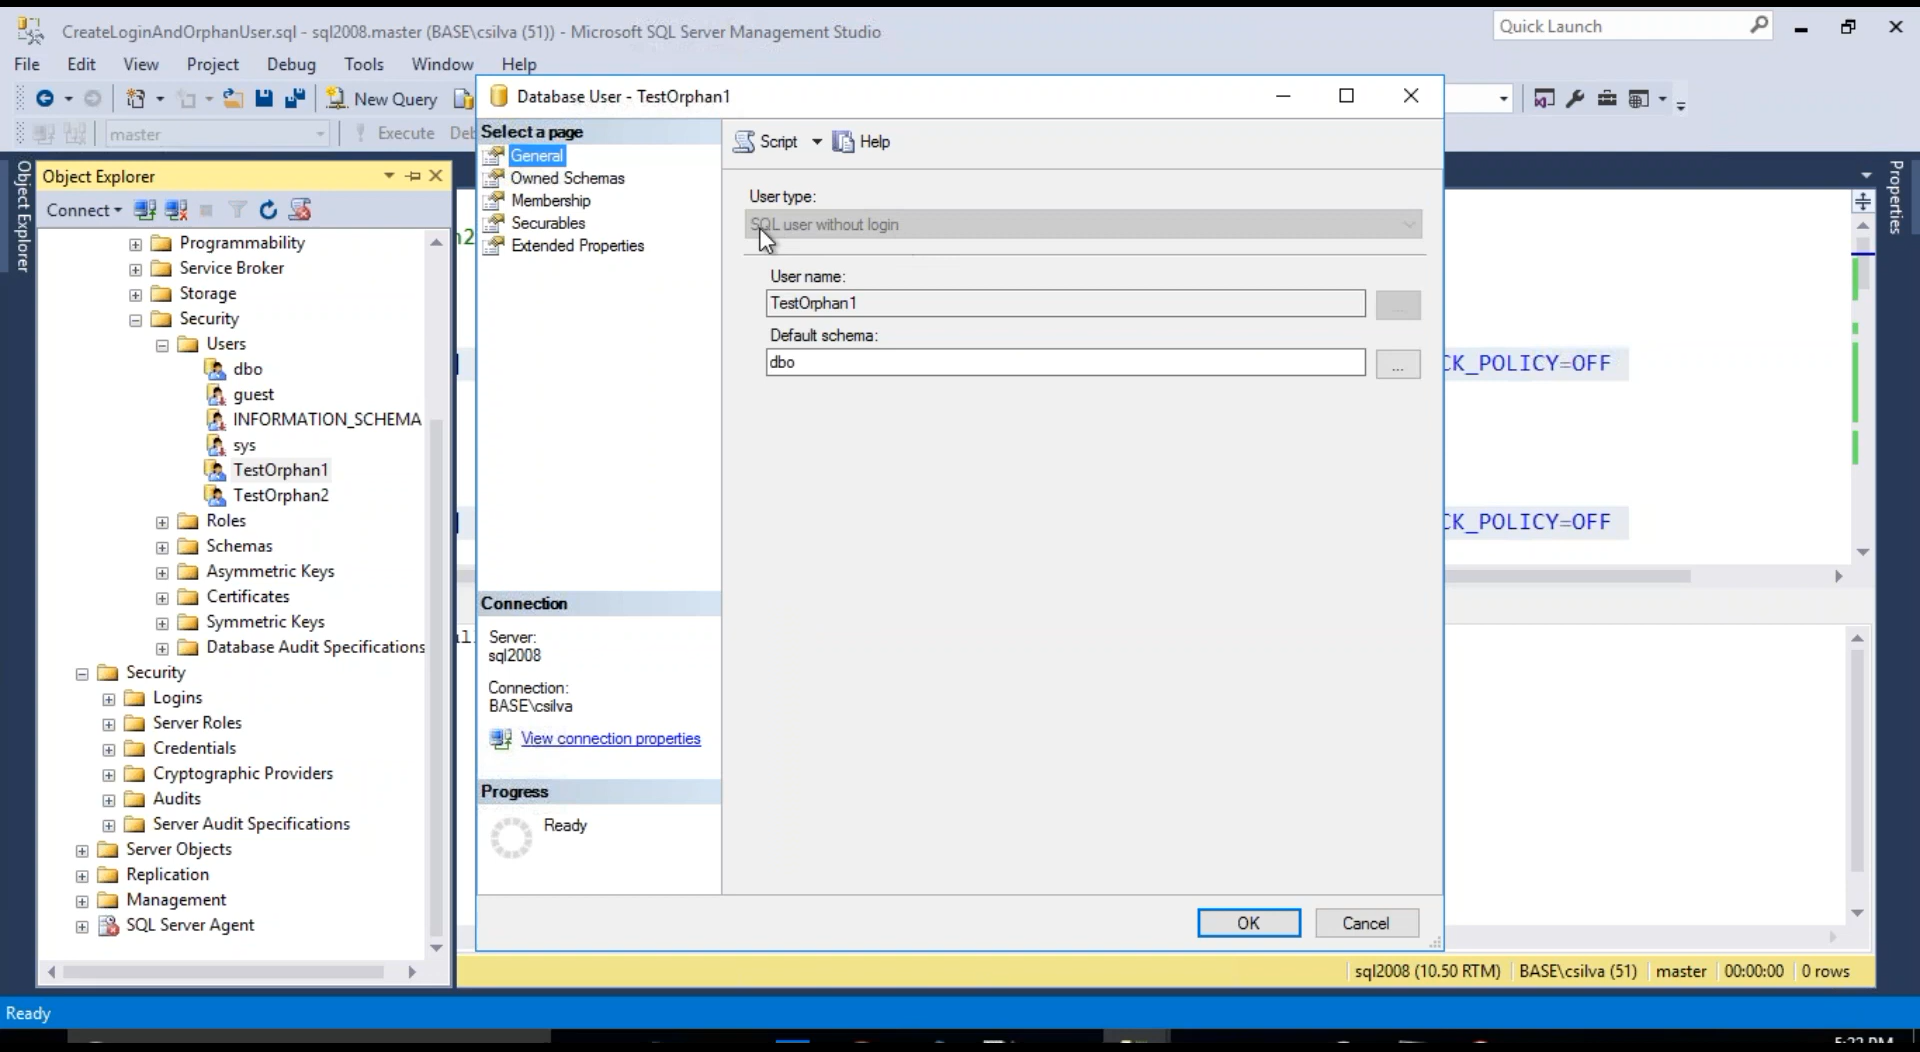 CreateLoginAndOrphanUser.sql - sql2008.master (BASE\csilva (51)) - Microsoft SQL Server Management Studio
Quick Launch
File Edit View Project Debug Tools Window Help
New Query
master
Execute
Object Explorer
Object Explorer
Connect
Programmability
Service Broker
Storage
Security
Users
dbo
guest
INFORMATION_SCHEMA
sys
TestOrphan1
TestOrphan2
Roles
Schemas
Asymmetric Keys
Certificates
Symmetric Keys
Database Audit Specifications
Security
Logins
Server Roles
Credentials
Cryptographic Providers
Audits
Server Audit Specifications
Server Objects
Replication
Management
SQL Server Agent
Database User - TestOrphan1
Select a page
General
Owned Schemas
Membership
Securables
Extended Properties
Connection
Server:
sql2008
Connection:
BASE\csilva
View connection properties
Progress
Ready
Script Help
User type:
SQL user without login
User name:
TestOrphan1
Default schema:
dbo
...
OK Cancel
CK_POLICY=OFF
CK_POLICY=OFF
Properties
sql2008 (10.50 RTM) BASE\csilva (51) master 00:00:00 0 rows
Ready